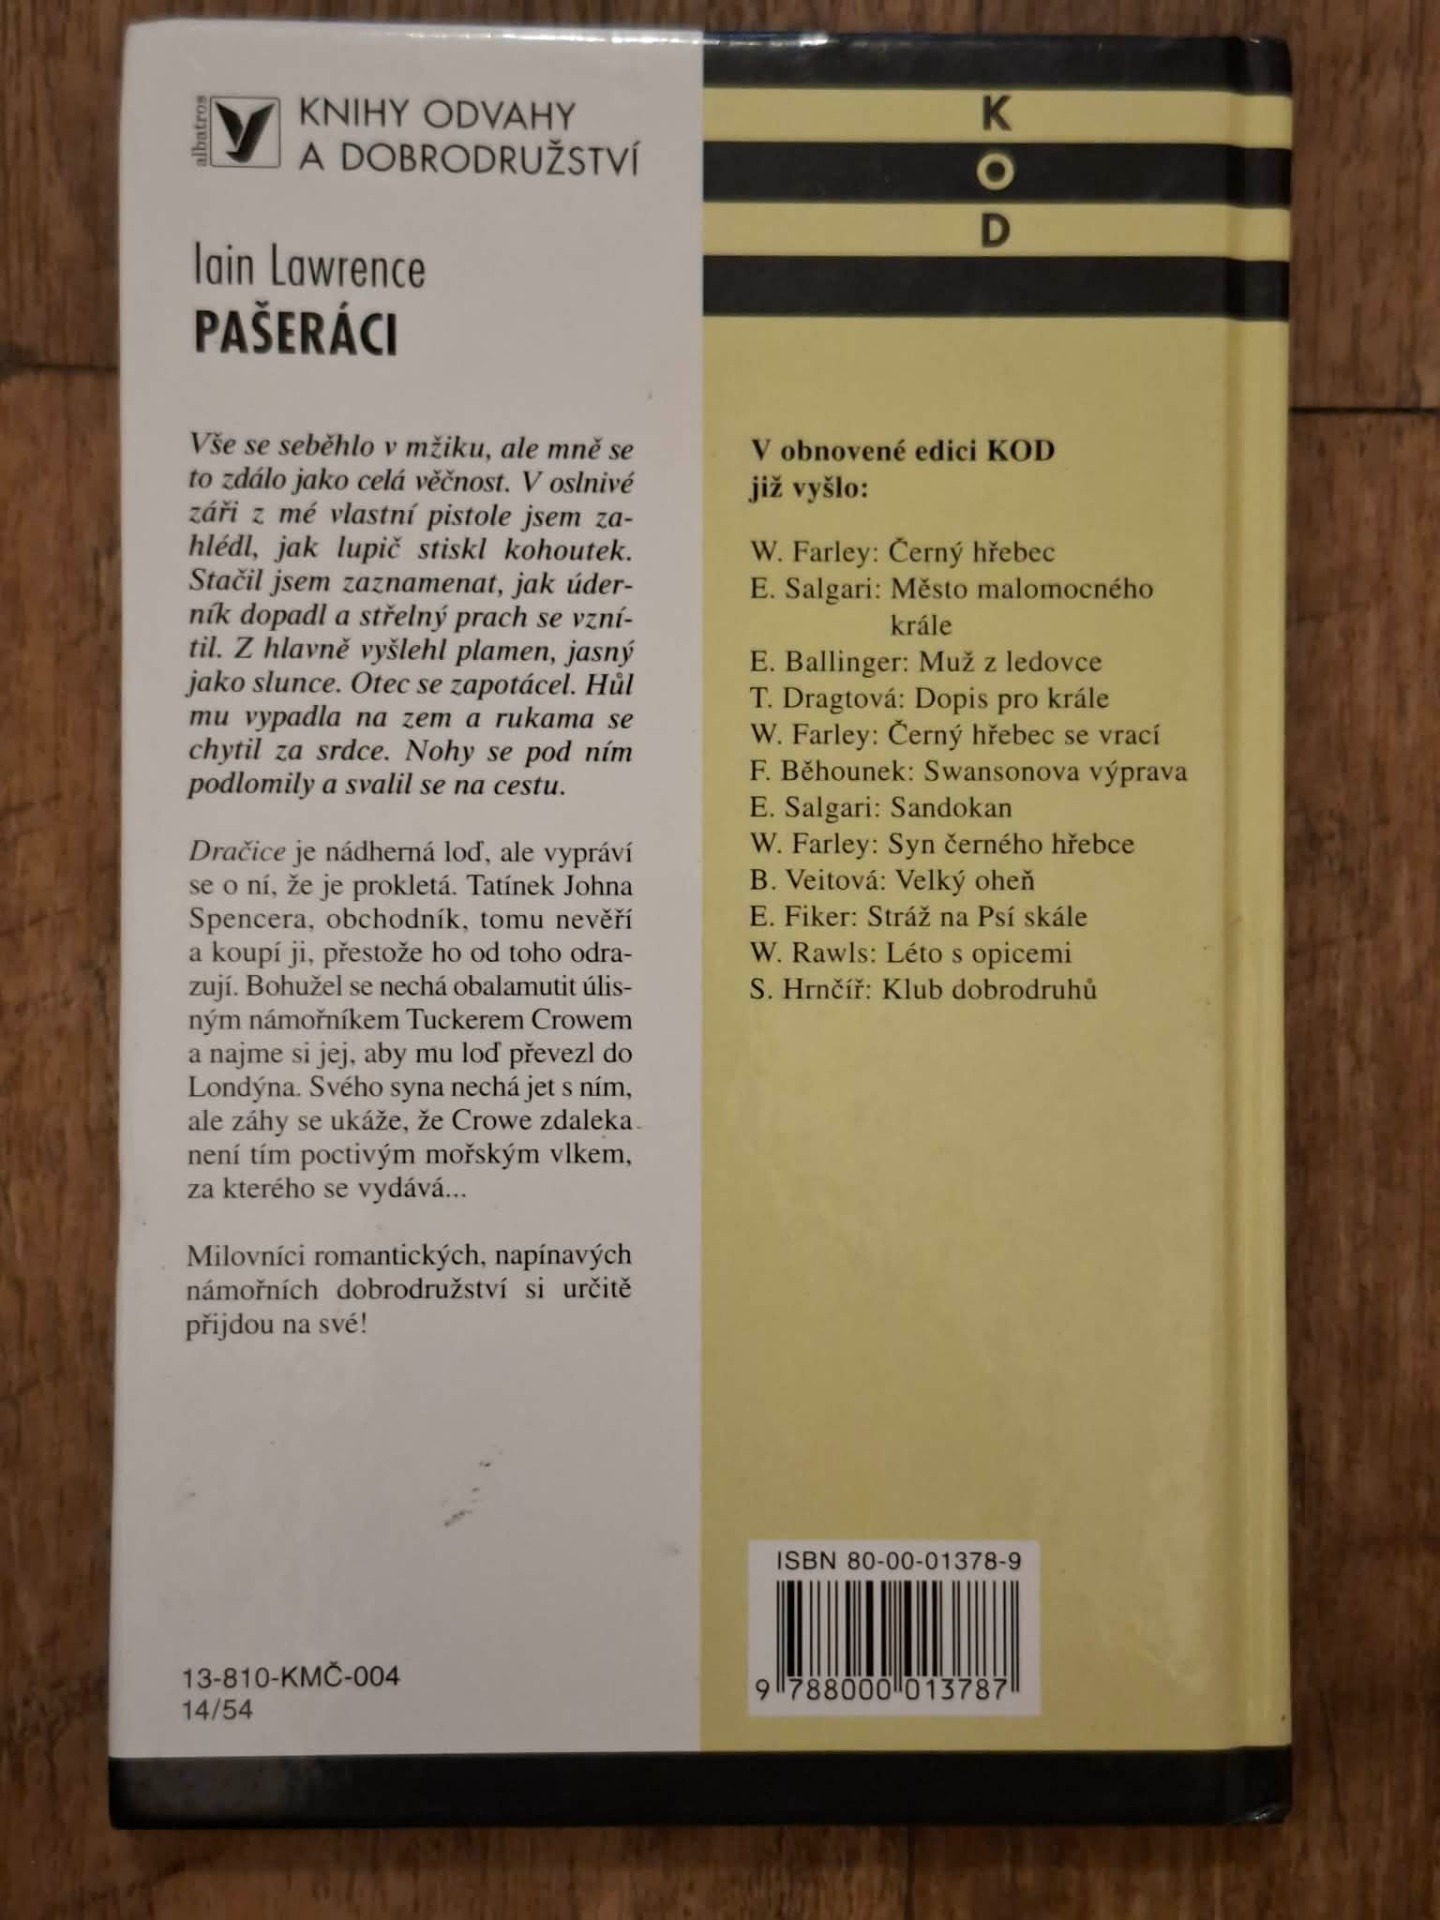 albatros
KNIHY ODVAHY
A DOBRODRUŽSTVÍ
Iain Lawrence
PAŠERÁCI
Vše se seběhlo v mžiku, ale mně se
to zdálo jako celá věčnost. V oslnivé
záři z mé vlastní pistole jsem za-
hlédl, jak lupič stiskl kohoutek.
Stačil jsem zaznamenat, jak úder-
ník dopadl a střelný prach se vzní-
til. Z hlavně vyšlehl plamen, jasný
jako slunce. Otec se zapotácel. Hůl
mu vypadla na zem a rukama se
chytil za srdce. Nohy se pod ním
podlomily a svalil se na cestu.
Dračice je nádherná loď, ale vypráví
se o ní, že je prokletá. Tatínek Johna
Spencera, obchodník, tomu nevěří
a koupí ji, přestože ho od toho odra-
zují. Bohužel se nechá obalamutit úlis-
ným námořníkem Tuckerem Crowem
a najme si jej, aby mu loď převezl do
Londýna. Svého syna nechá jet s ním,
ale záhy se ukáže, že Crowe zdaleka
není tím poctivým mořským vlkem,
za kterého se vydává...
Milovníci romantických, napínavých
námořních dobrodružství si určitě
přijdou na své!
13-810-KMČ-004
14/54
K
O
D
V obnovené edici KOD
již vyšlo:
W. Farley: Černý hřebec
E. Salgari: Město malomocného
krále
E. Ballinger: Muž z ledovce
T. Dragtová: Dopis pro krále
W. Farley: Černý hřebec se vrací
F. Běhounek: Swansonova výprava
E. Salgari: Sandokan
W. Farley: Syn černého hřebce
B. Veitová: Velký oheň
E. Fiker: Stráž na Psí skále
W. Rawls: Léto s opicemi
S. Hrnčíř: Klub dobrodruhů
ISBN 80-00-01378-9
9 788000 013787